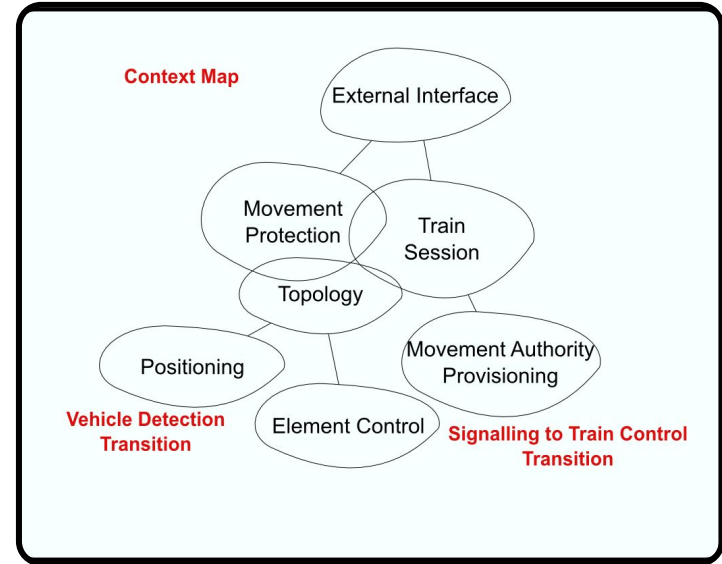 Context Map
External Interface
Movement
Protection
Train
Session
Topology
Positioning
Movement Authority
Provisioning
Vehicle Detection
Transition
Element Control
Signalling to Train Control
Transition